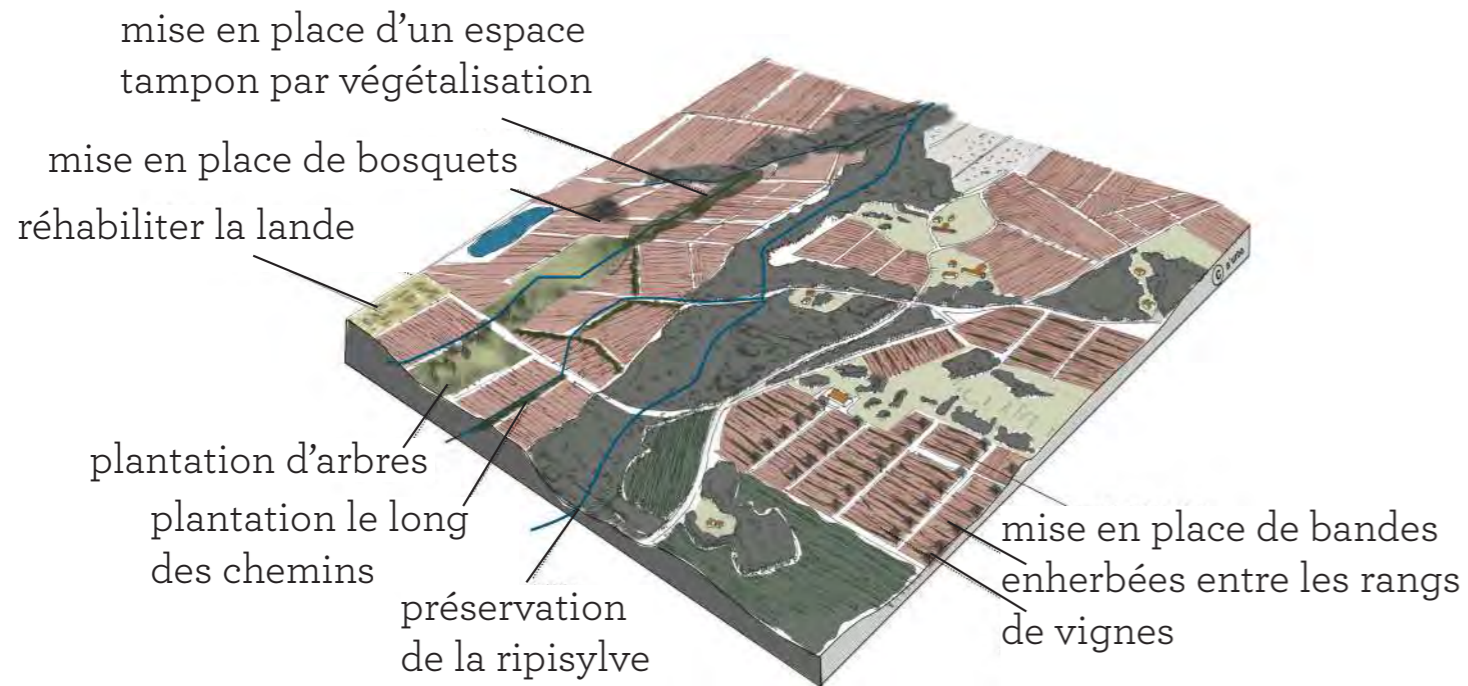 mise en place d’un espace
tampon par végétalisation
mise en place de bosquets
réhabiliter la lande
plantation d’arbres
plantation le long
des chemins
préservation
de la ripisylve
mise en place de bandes
enherbées entre les rangs
de vignes